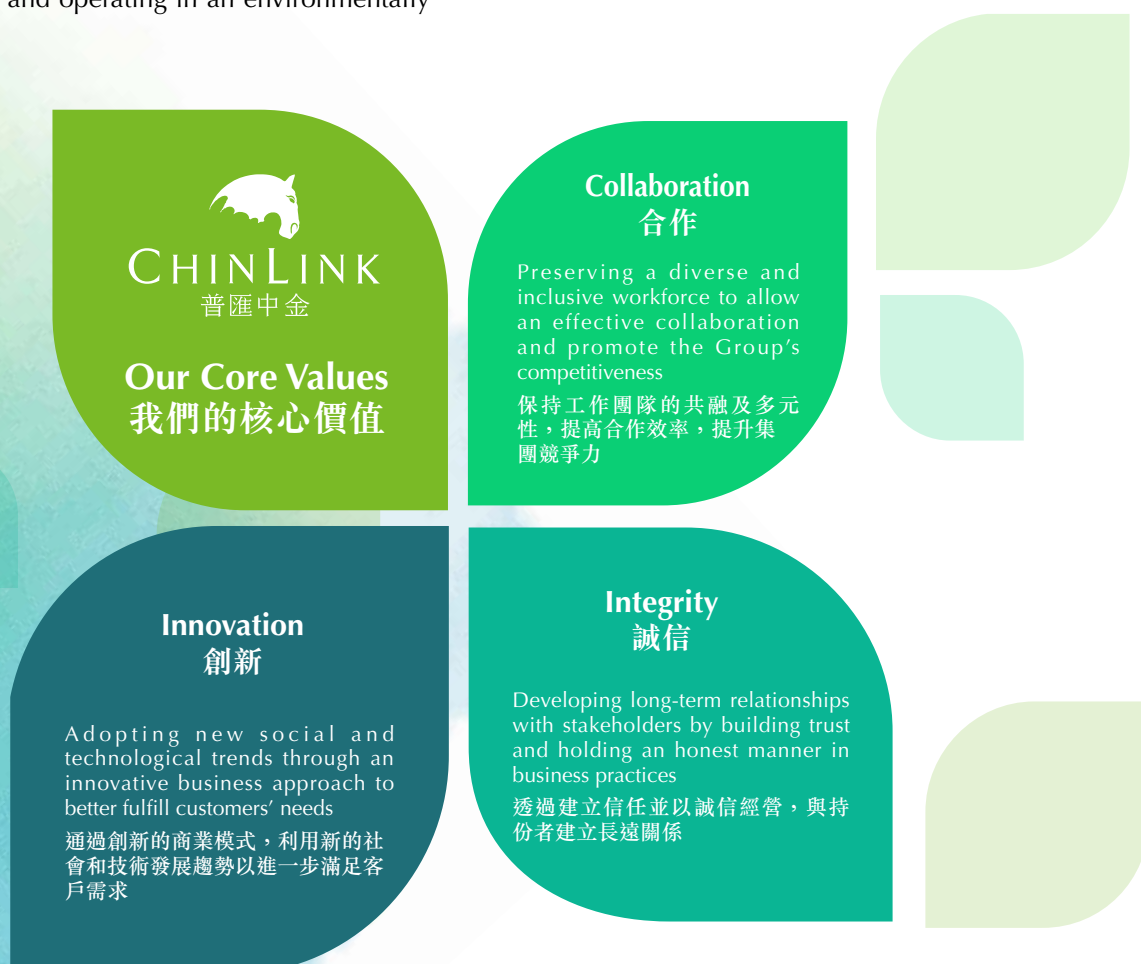 and operating in an environmentally
CHINLINK
普匯中金
Our Core Values
我們的核心價值
Collaboration
合作
Preserving a diverse and
inclusive workforce to allow
an effective collaboration
and promote the Group's
competitiveness
保持工作團隊的共融及多元
性，提高合作效率，提升集
團競爭力
Innovation
創新
Adopting new social and
technological trends through an
innovative business approach to
better fulfill customers' needs
通過創新的商業模式，利用新的社
會和技術發展趨勢以進一步滿足客
戶需求
Integrity
誠信
Developing long-term relationships
with stakeholders by building trust
and holding an honest manner in
business practices
透過建立信任並以誠信經營，與持
份者建立長遠關係